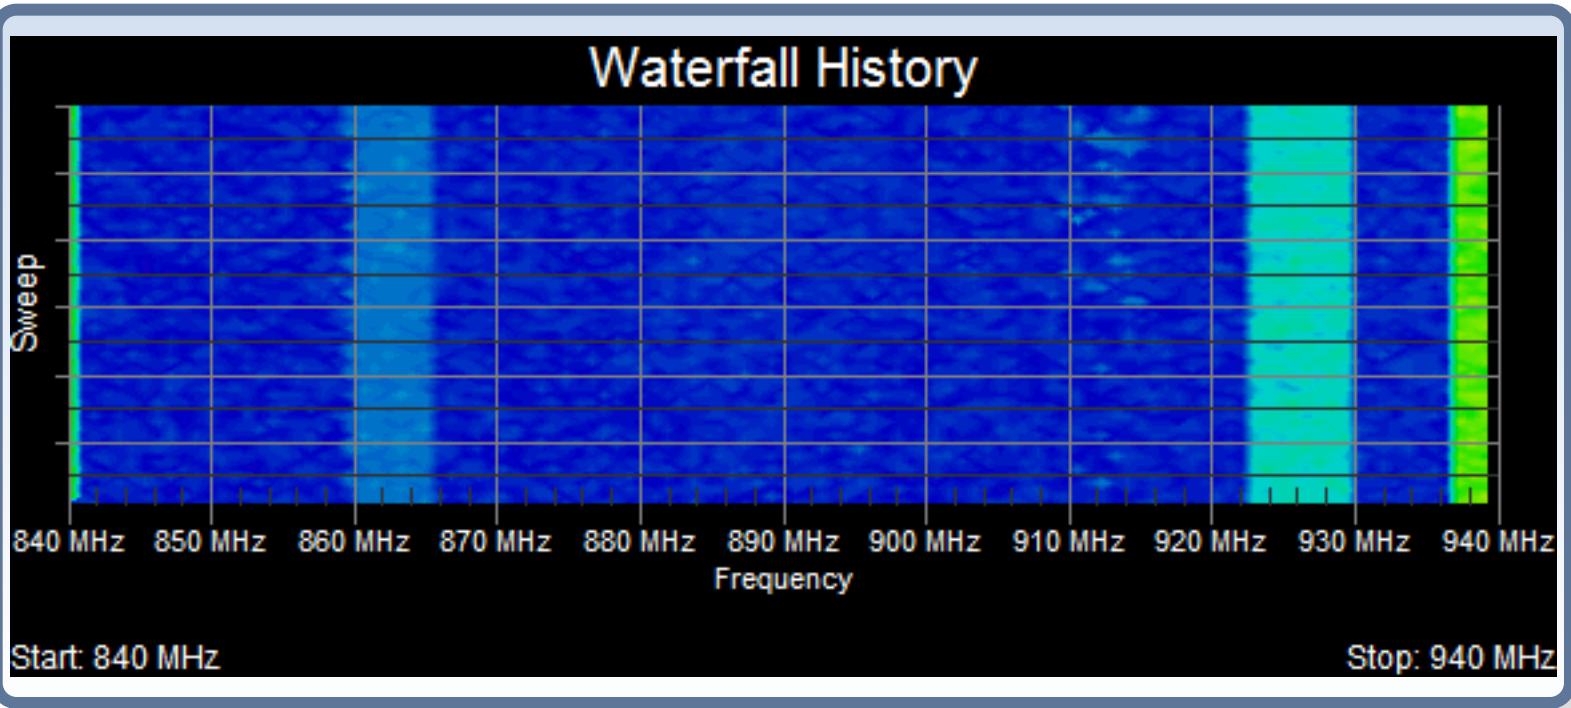 Waterfall History
Sweep
840 MHz 850 MHz 860 MHz 870 MHz 880 MHz 890 MHz 900 MHz 910 MHz 920 MHz 930 MHz 940 MHz
Frequency
Start: 840 MHz Stop: 940 MHz